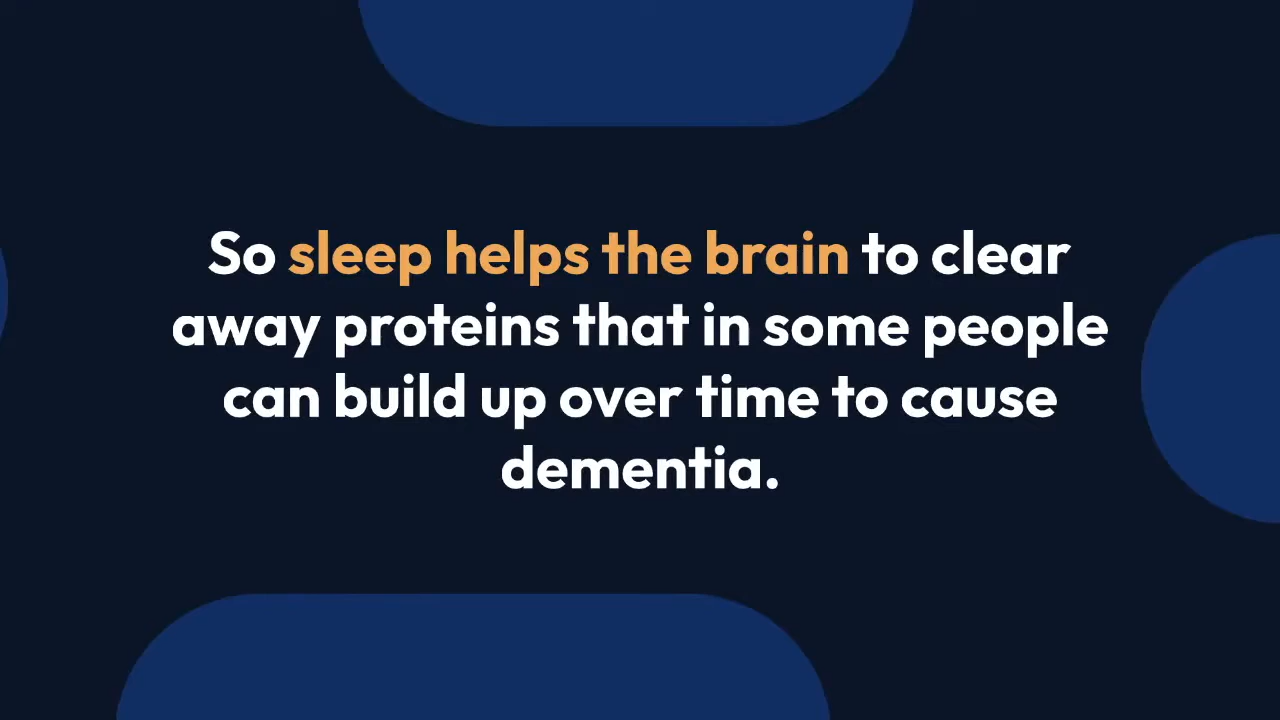 So sleep helps the brain to clear
away proteins that in some people
can build up over time to cause
dementia.